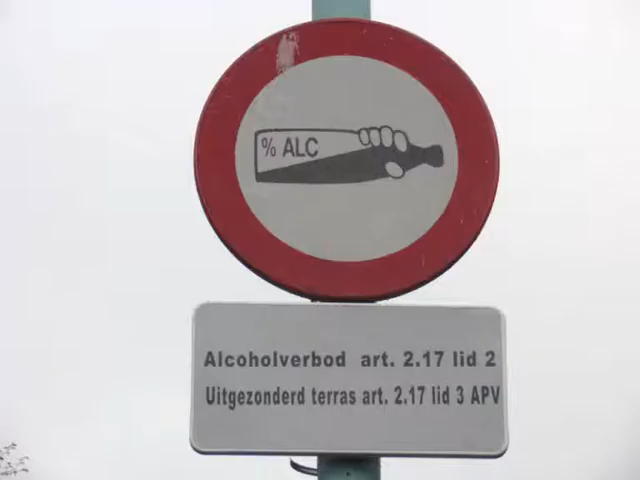 % ALC
Alcoholverbod art. 2.17 lid 2
Uitgezonderd terras art. 2.17 lid 3 APV